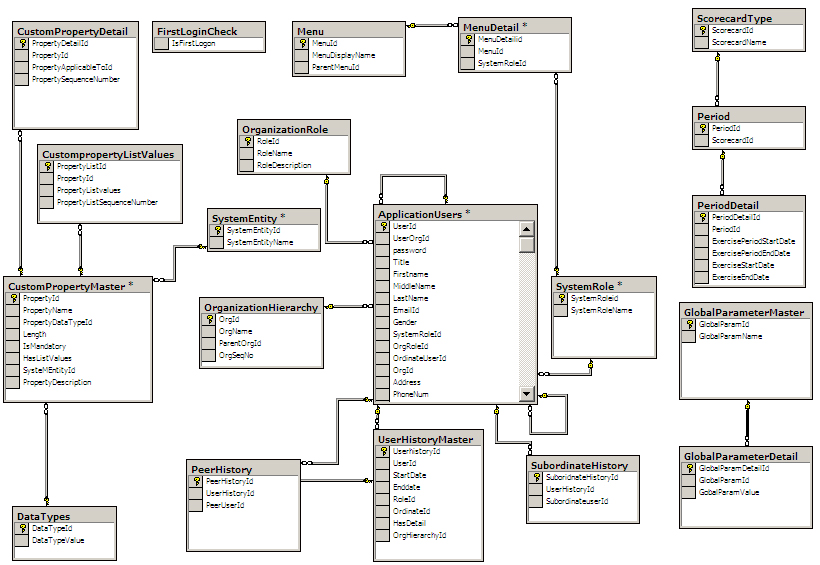 CustomPropertyDetail
PropertyDetailId
PropertyId
PropertyApplicableToId
PropertySequenceNumber
FirstLoginCheck
IsFirstLogon
Menu
MenuId
MenuDisplayName
ParentMenuId
MenuDetail *
MenuDetailid
MenuId
SystemRoleId
ScorecardType
ScorecardId
ScorecardName
Period
PeriodId
ScorecardId
OrganizationRole
RoleId
RoleName
RoleDescription
CustompropertyListValues
PropertyListId
PropertyId
PropertyListvalues
PropertyListSequenceNumber
SystemEntity *
SystemEntityId
SystemEntityName
ApplicationUsers *
UserId
UserOrgId
password
Title
Firstname
MiddleName
LastName
EmailId
Gender
SystemRoleId
OrgRoleId
OrdinateUserId
OrgId
Address
PhoneNum
PeriodDetail
PeriodDetailId
PeriodId
ExercisePeriodStartDate
ExercisePeriodEndDate
ExerciseStartDate
ExerciseEndDate
CustomPropertyMaster *
PropertyId
PropertyName
PropertyDataTypeId
Length
IsMandatory
HasListValues
SysteMEntityId
PropertyDescription
OrganizationHierarchy
OrgId
OrgName
ParentOrgId
OrgSeqNo
SystemRole *
SystemRoleid
SystemRoleName
GlobalParameterMaster
GlobalParamId
GlobalParamName
PeerHistory
PeerHistoryId
UserHistoryId
PeerUserId
UserHistoryMaster
UserhistoryId
UserId
StartDate
Enddate
RoleId
OrdinateId
HasDetail
OrgHierarchyId
SubordinateHistory
SuboridnateHistoryId
UserHistoryId
SubordinateuserId
GlobalParameterDetail
GlobalParamDetailId
GlobalParamId
GobalParamValue
DataTypes
DataTypeId
DataTypeValue